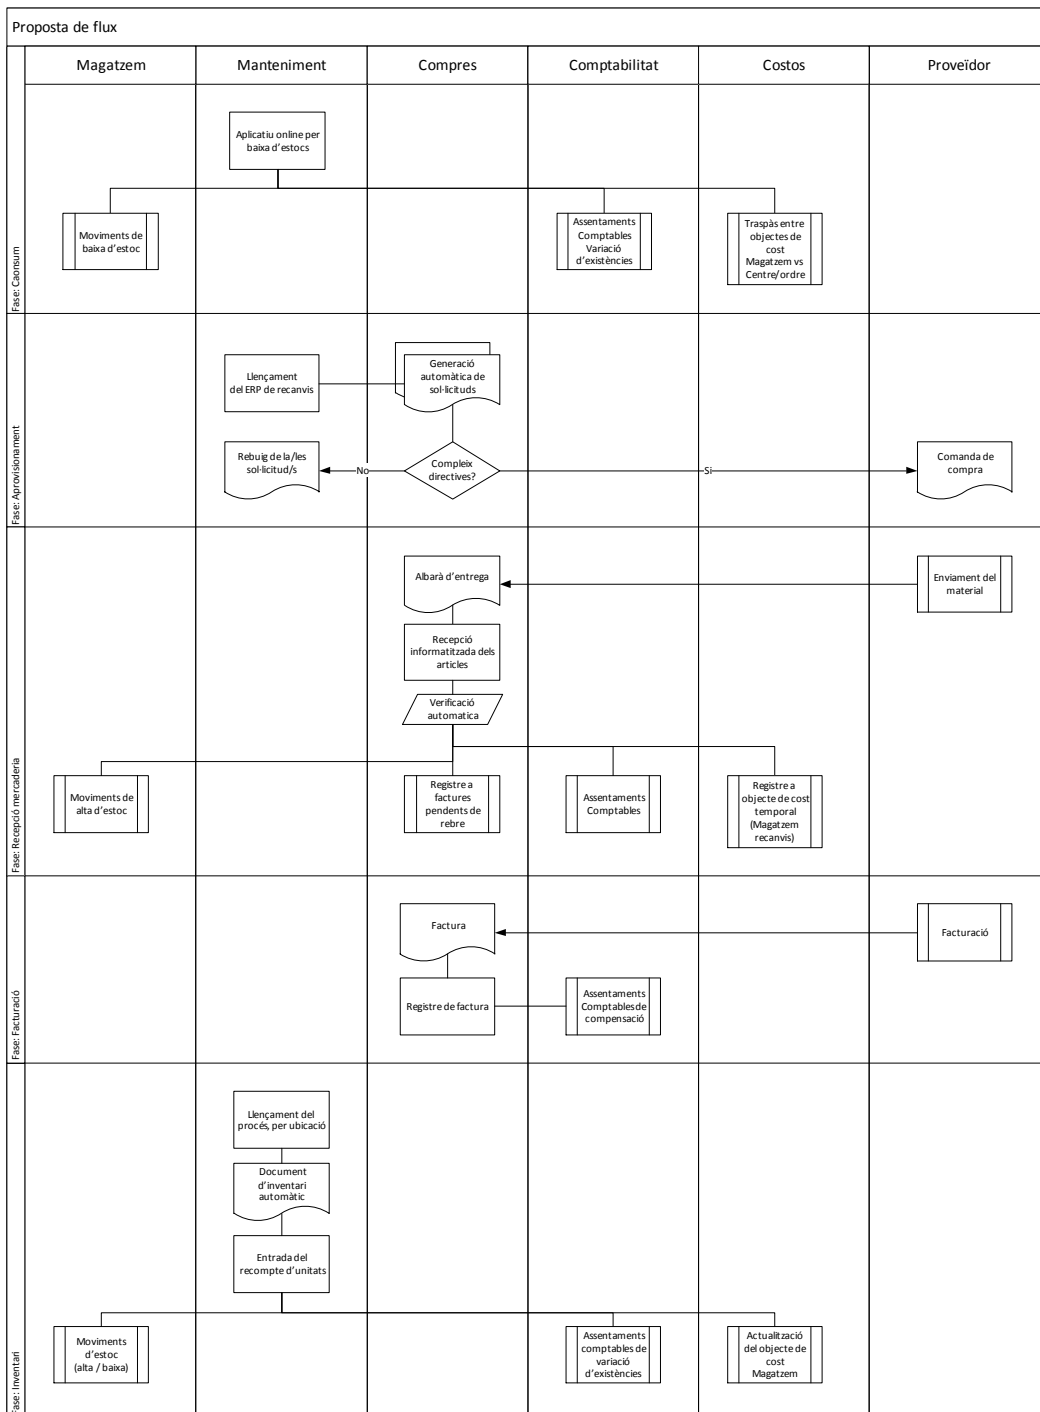 Proposta de flux
Magatzem
Manteniment
Compres
Comptabilitat
Costos
Proveïdor
Fase: Caonsum
Aplicatiu online per
baixa d'estocs
Moviments de
baixa d'estoc
Assentaments
Comptables
Variació
d'existències
Traspàs entre
objectes de
cost
Magatzem vs
Centre/ordre
Fase: Aprovisionament
Llençament
del ERP de recanvis
Generació
automàtica de
sol·licituds
Rebuig de la/les
sol·licitud/s
No
Compleix
directives?
Si
Comanda de
compra
Fase: Recepció mercaderia
Albarà d'entrega
Enviament del
material
Recepció
informatitzada dels
articles
Verificació
automatica
Moviments de
alta d'estoc
Registre a
factures
pendents de
rebre
Assentaments
Comptables
Registre a
objecte de cost
temporal
(Magatzem
recanvis)
Fase: Facturació
Factura
Facturació
Registre de factura
Assentaments
Comptables de
compensació
Fase: Inventari
Llençament del
procés, per ubicació
Document
d'inventari
automàtic
Entrada del
recompte d'unitats
Moviments
d'estoc
(alta / baixa)
Assentaments
comptables de
variació
d'existències
Actualització
del objecte de
cost
Magatzem